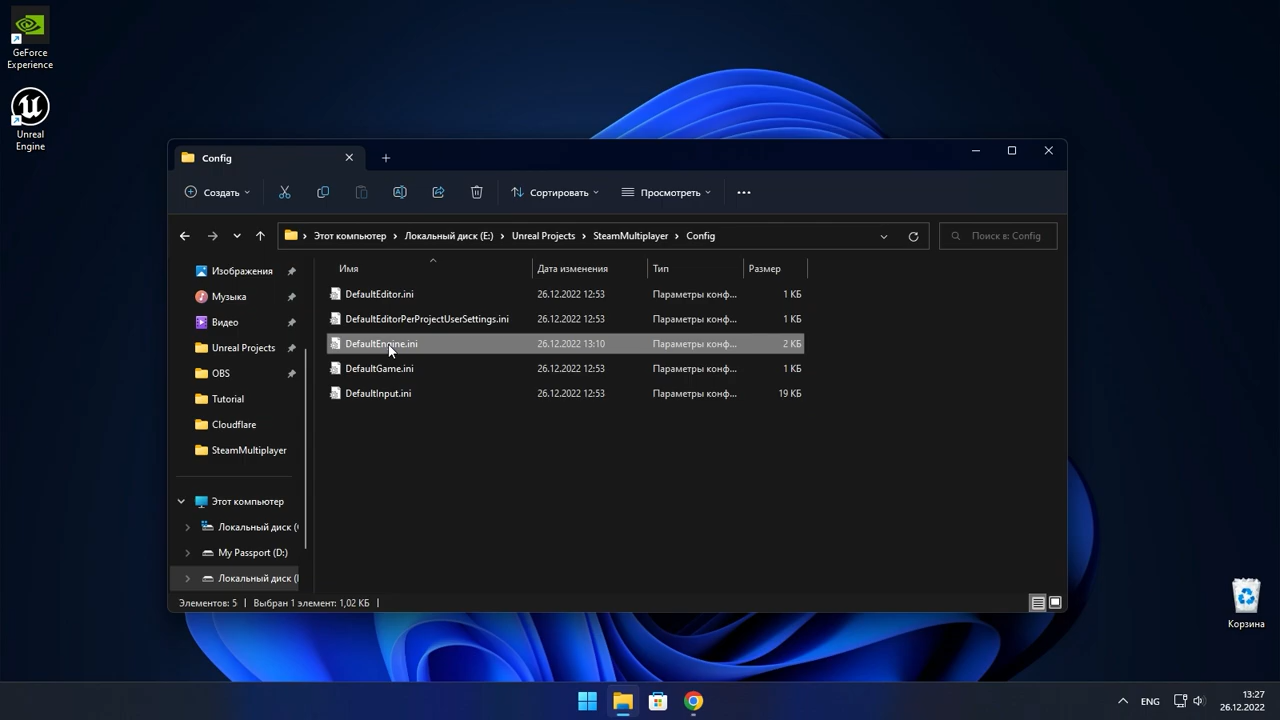 GeForce
Experience
Unreal
Engine
Config
Создать
Сортировать
Просмотреть
Этот компьютер
Локальный диск (E:)
Unreal Projects
SteamMultiplayer
Config
Поиск в: Config
Изображения
Музыка
Видео
Unreal Projects
OBS
Tutorial
Cloudflare
SteamMultiplayer
Этот компьютер
Локальный диск (
My Passport (D:)
Локальный диск (
Имя
Дата изменения
Тип
Размер
DefaultEditor.ini 26.12.2022 12:53 Параметры конф... 1 КБ
DefaultEditorPerProjectUserSettings.ini 26.12.2022 12:53 Параметры конф... 1 КБ
DefaultEngine.ini 26.12.2022 13:10 Параметры конф... 2 КБ
DefaultGame.ini 26.12.2022 12:53 Параметры конф... 1 КБ
DefaultInput.ini 26.12.2022 12:53 Параметры конф... 19 КБ
Элементов: 5
Выбран 1 элемент: 1,02 КБ
Корзина
ENG
13:27
26.12.2022